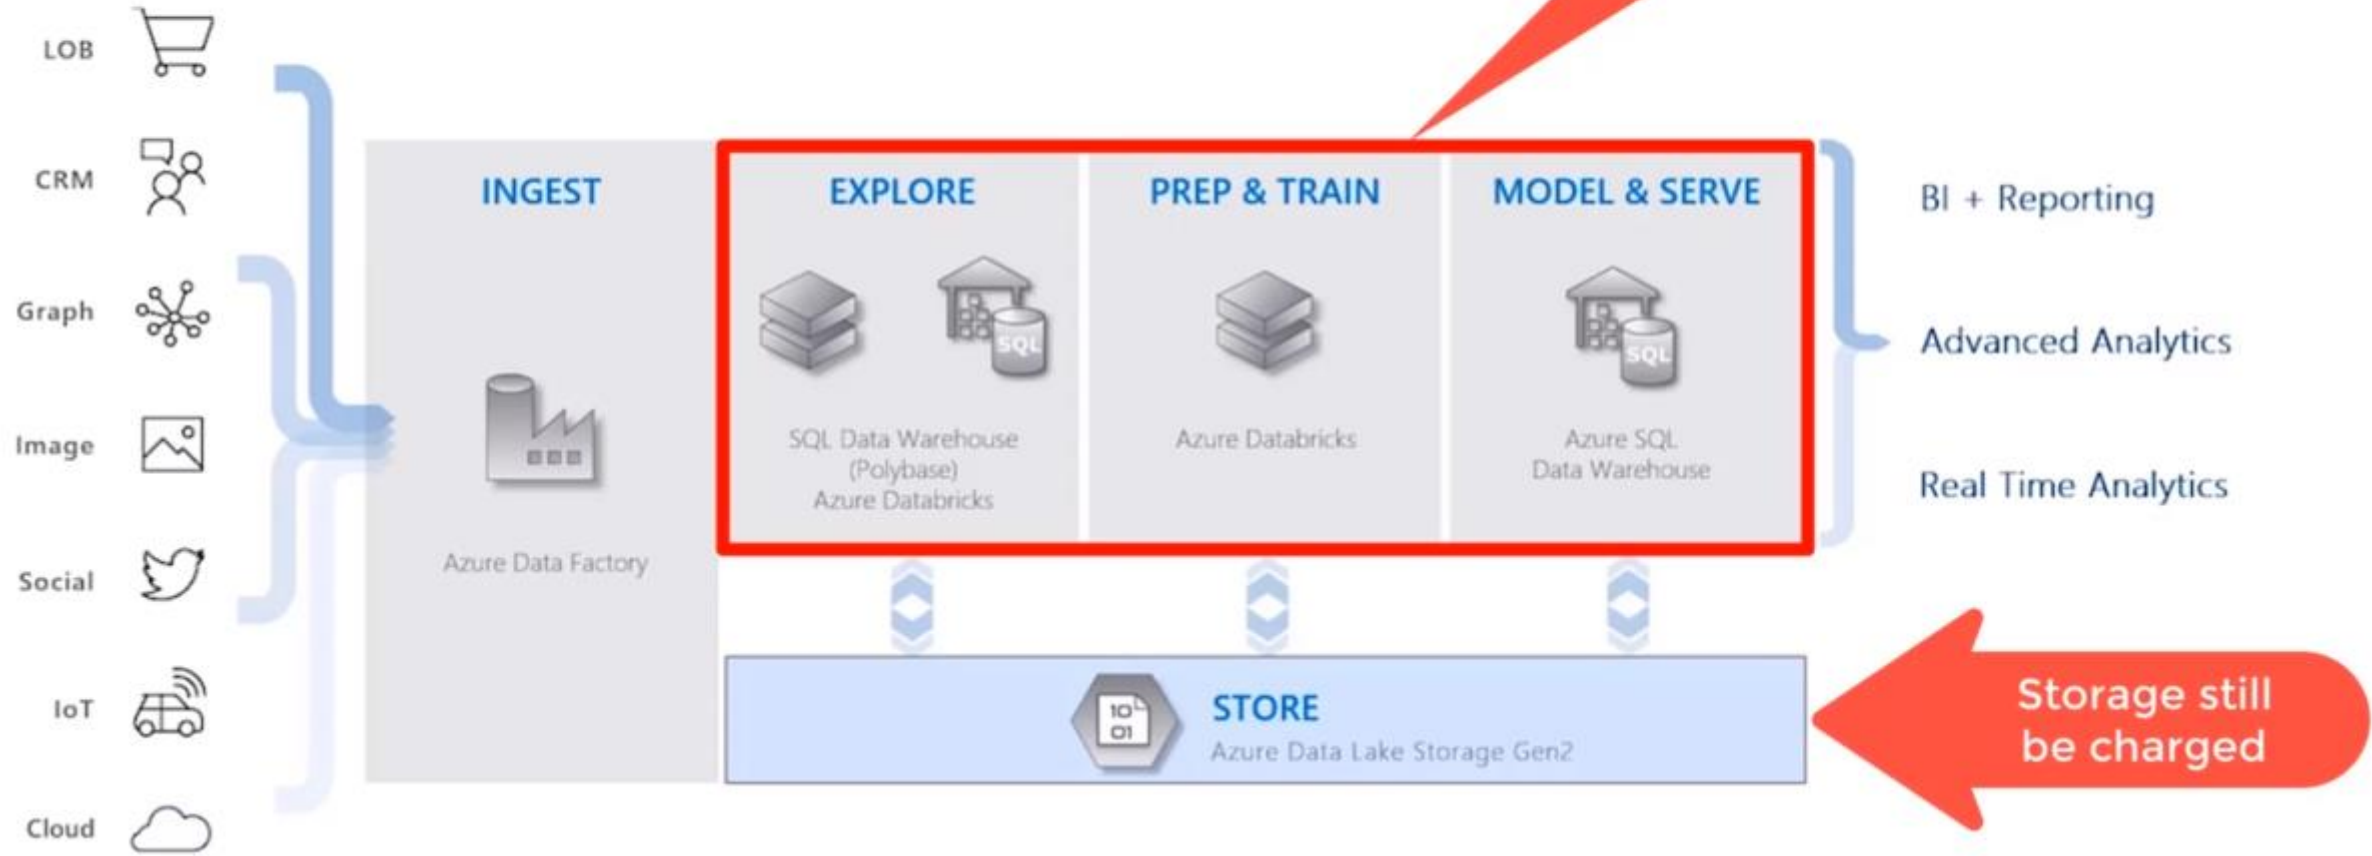 LOB
CRM
Graph
Image
Social
IoT
Cloud
INGEST
Azure Data Factory
EXPLORE
SQL
SQL Data Warehouse
(Polybase)
Azure Databricks
PREP & TRAIN
Azure Databricks
MODEL & SERVE
SQL
Azure SQL
Data Warehouse
BI + Reporting
Advanced Analytics
Real Time Analytics
10
01
STORE
Azure Data Lake Storage Gen2
Storage still
be charged